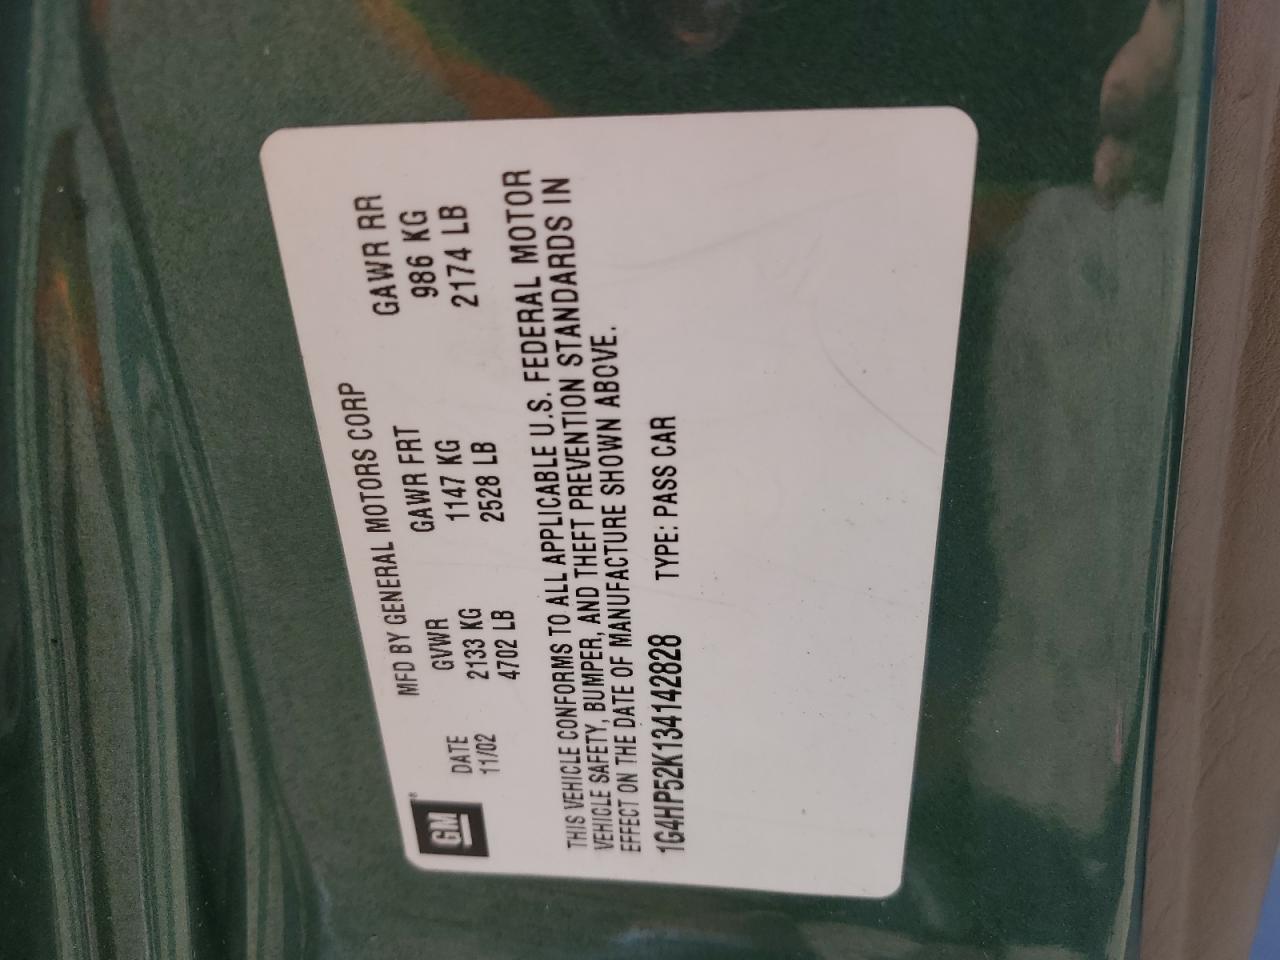 GM
MFD BY GENERAL MOTORS CORP
DATE GVWR GAWR FRT GAWR RR
11/02 2133 KG 1147 KG 986 KG
4702 LB 2528 LB 2174 LB
THIS VEHICLE CONFORMS TO ALL APPLICABLE U.S. FEDERAL MOTOR
VEHICLE SAFETY, BUMPER, AND THEFT PREVENTION STANDARDS IN
EFFECT ON THE DATE OF MANUFACTURE SHOWN ABOVE.
1G4HP52K134142828 TYPE: PASS CAR